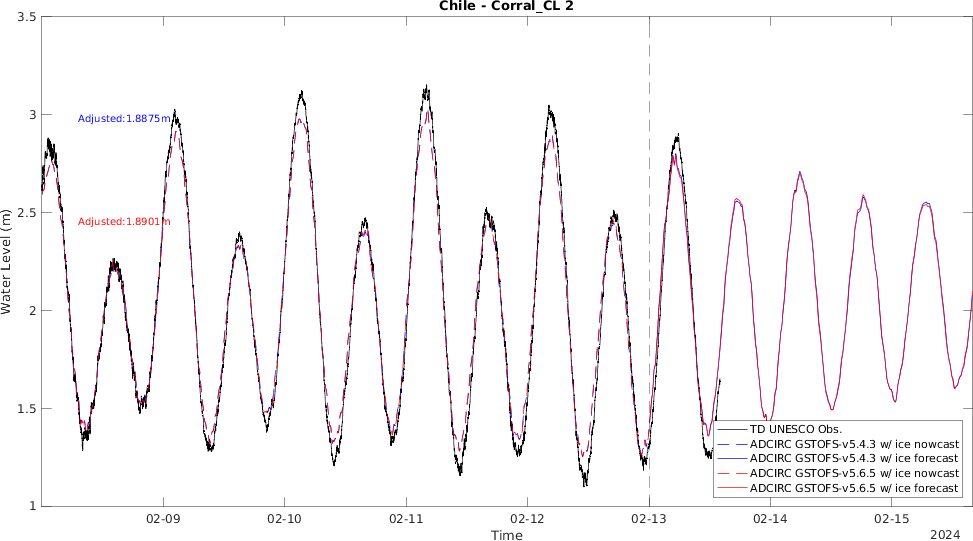 Chile - Corral_CL 2
3.5
3
2.5
2
1.5
1
Water Level (m)
Adjusted:1.8875m
Adjusted:1.8901m
TD UNESCO Obs.
ADCIRC GSTOFS-v5.4.3 w/ ice nowcast
ADCIRC GSTOFS-v5.4.3 w/ ice forecast
ADCIRC GSTOFS-v5.6.5 w/ ice nowcast
ADCIRC GSTOFS-v5.6.5 w/ ice forecast
02-09 02-10 02-11 02-12 02-13 02-14 02-15
Time
2024